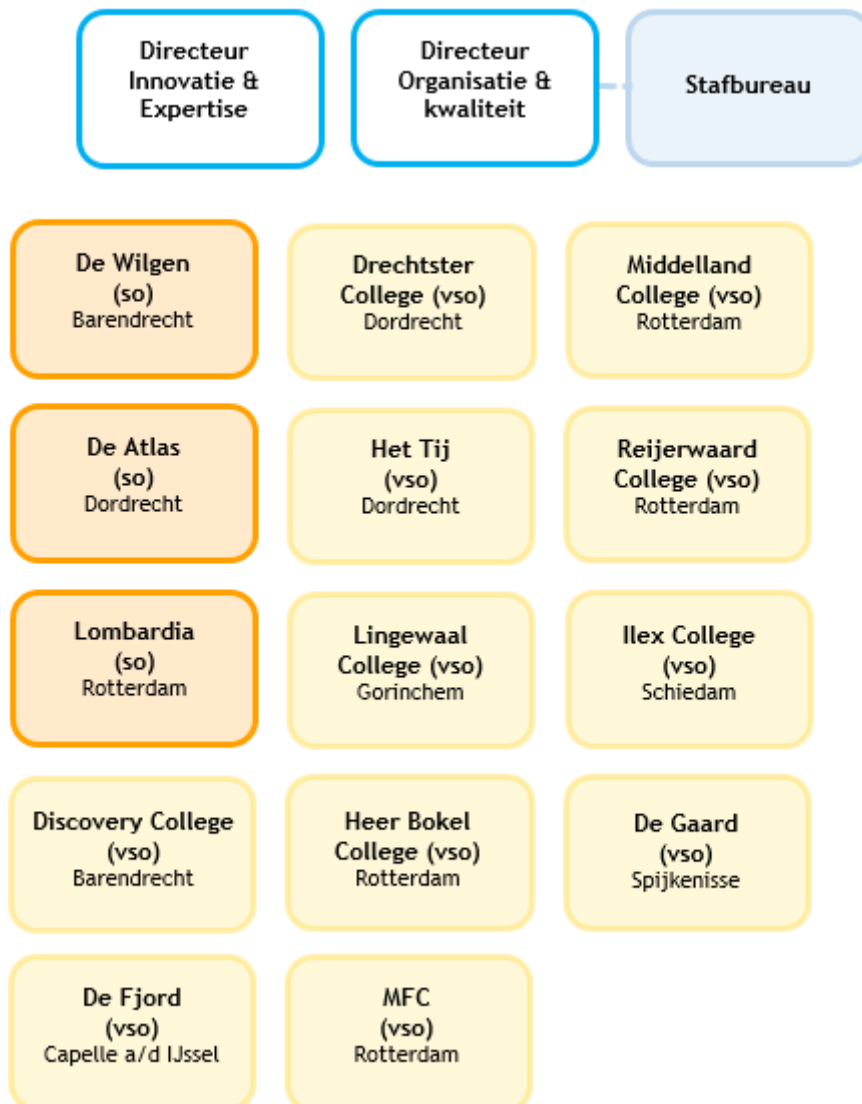 Directeur
Innovatie &
Expertise
Directeur
Organisatie &
kwaliteit
Stafbureau
De Wilgen
(so)
Barendrecht
Drechtster
College (vso)
Dordrecht
Middelland
College (vso)
Rotterdam
De Atlas
(so)
Dordrecht
Het Tij
(vso)
Dordrecht
Reijerwaard
College (vso)
Rotterdam
Lombardia
(so)
Rotterdam
Lingewaal
College (vso)
Gorinchem
Ilex College
(vso)
Schiedam
Discovery College
(vso)
Barendrecht
Heer Bokel
College (vso)
Rotterdam
De Gaard
(vso)
Spijkenisse
De Fjord
(vso)
Capelle a/d IJssel
MFC
(vso)
Rotterdam